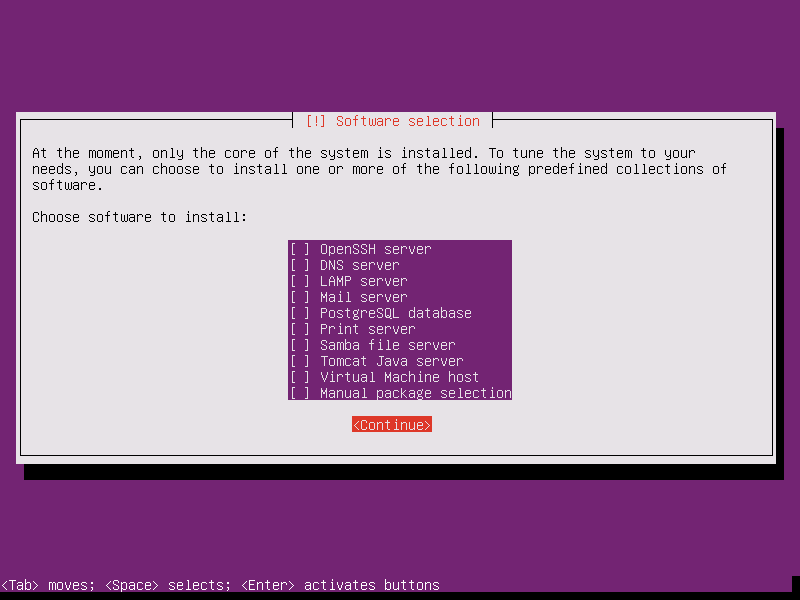 [!] Software selection
At the moment, only the core of the system is installed. To tune the system to your
needs, you can choose to install one or more of the following predefined collections of
software.
Choose software to install:
[ ] OpenSSH server
[ ] DNS server
[ ] LAMP server
[ ] Mail server
[ ] PostgreSQL database
[ ] Print server
[ ] Samba file server
[ ] Tomcat Java server
[ ] Virtual Machine host
[ ] Manual package selection
<Continue>
<Tab> moves; <Space> selects; <Enter> activates buttons